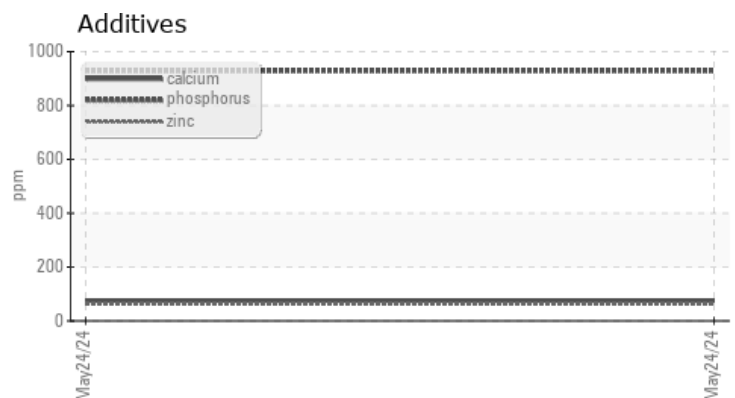 Additives
1000
800
600
400
200
0
ppm
calcium
phosphorus
zinc
May24/24
May24/24